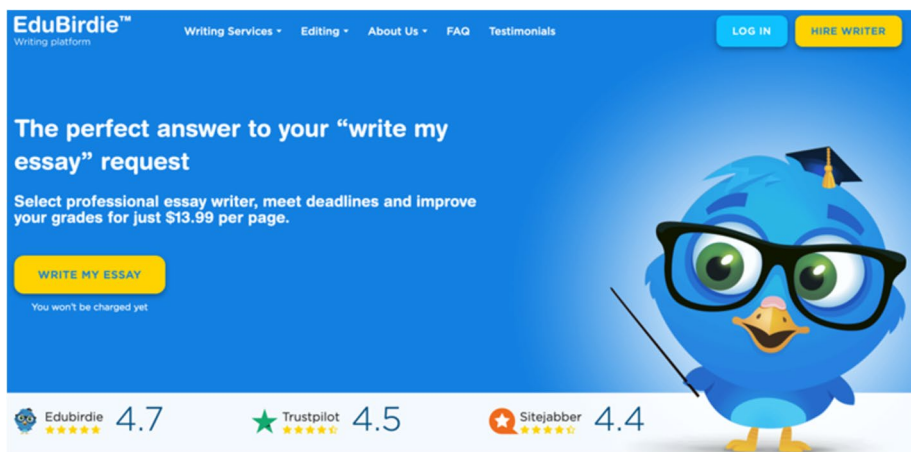 EduBirdie™
Writing platform
Writing Services
Editing
About Us
FAQ
Testimonials
LOG IN
HIRE WRITER
The perfect answer to your “write my
essay” request
Select professional essay writer, meet deadlines and improve
your grades for just $13.99 per page.
WRITE MY ESSAY
You won't be charged yet
Edubirdie 4.7
Trustpilot 4.5
Sitejabber 4.4